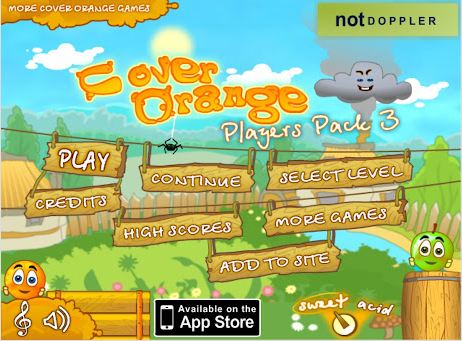 MORE COVER ORANGE GAMES
notDOPPLER
Cover
Orange
Players Pack 3
PLAY
CONTINUE
SELECT LEVEL
CREDITS
HIGH SCORES
MORE GAMES
ADD TO SITE
Available on the
App Store
sweet acid